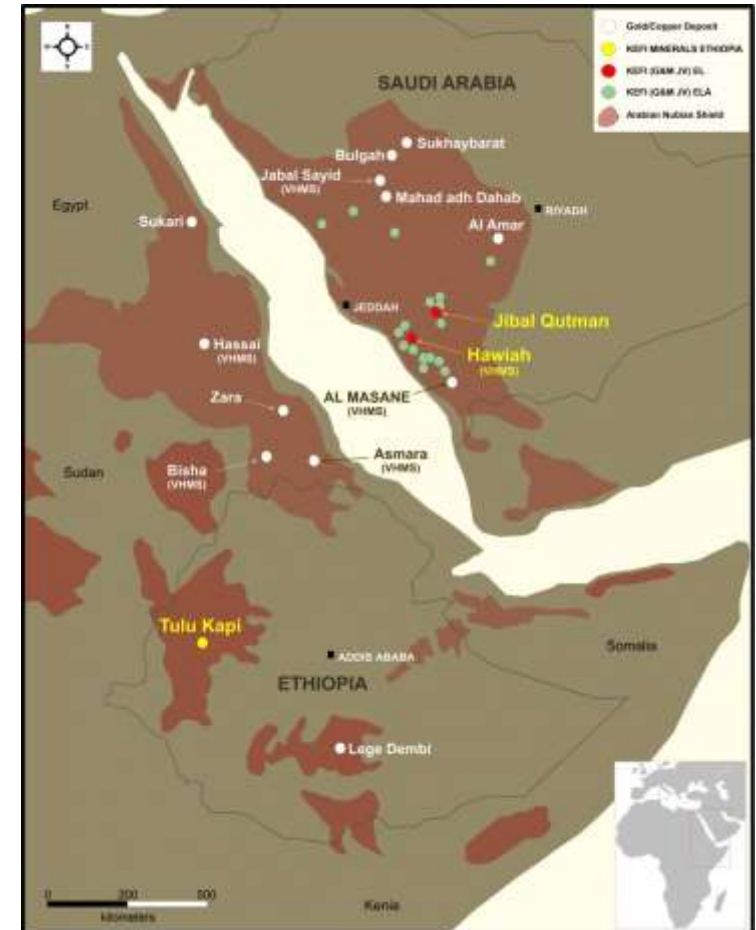 Gold/Copper Deposit
KEFI MINERALS ETHIOPIA
KEFI (G&M JV) EL
KEFI (G&M JV) ELA
Arabian Nubian Shield
SAUDI ARABIA
Sukhaybarat
Bulgah
Jabal Sayid
(VHMS)
Mahad adh Dahab
Egypt
Sukari
RIYADH
Al Amar
JEDDAH
Jibal Qutman
Hawiah
(VHMS)
Hassai
(VHMS)
AL MASANE
(VHMS)
Zara
Asmara
(VHMS)
Bisha
(VHMS)
Sudan
Tulu Kapi
ADDIS ABABA
Somalia
ETHIOPIA
Lege Dembi
0
kilometers
Kenia